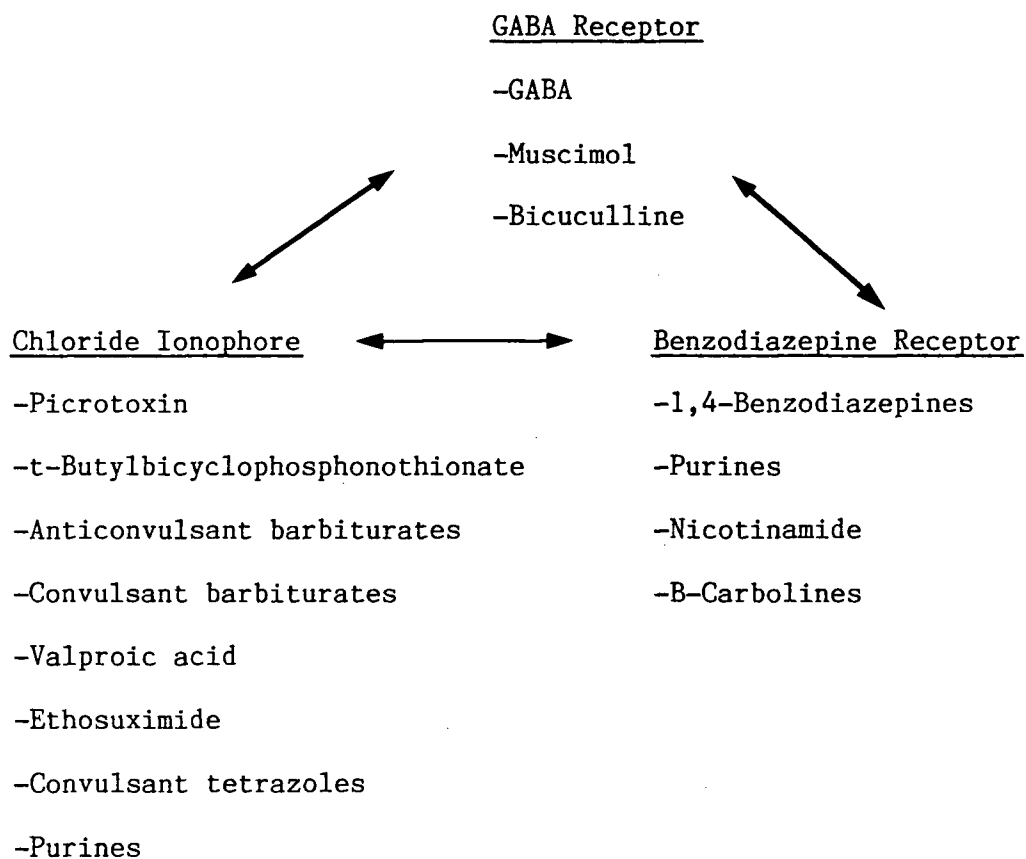 GABA Receptor
-GABA
-Muscimol
-Bicuculline
Chloride Ionophore
-Picrotoxin
-t-Butylbicyclophosphonothionate
-Anticonvulsant barbiturates
-Convulsant barbiturates
-Valproic acid
-Ethosuximide
-Convulsant tetrazoles
-Purines
Benzodiazepine Receptor
-1,4-Benzodiazepines
-Purines
-Nicotinamide
-B-Carbolines